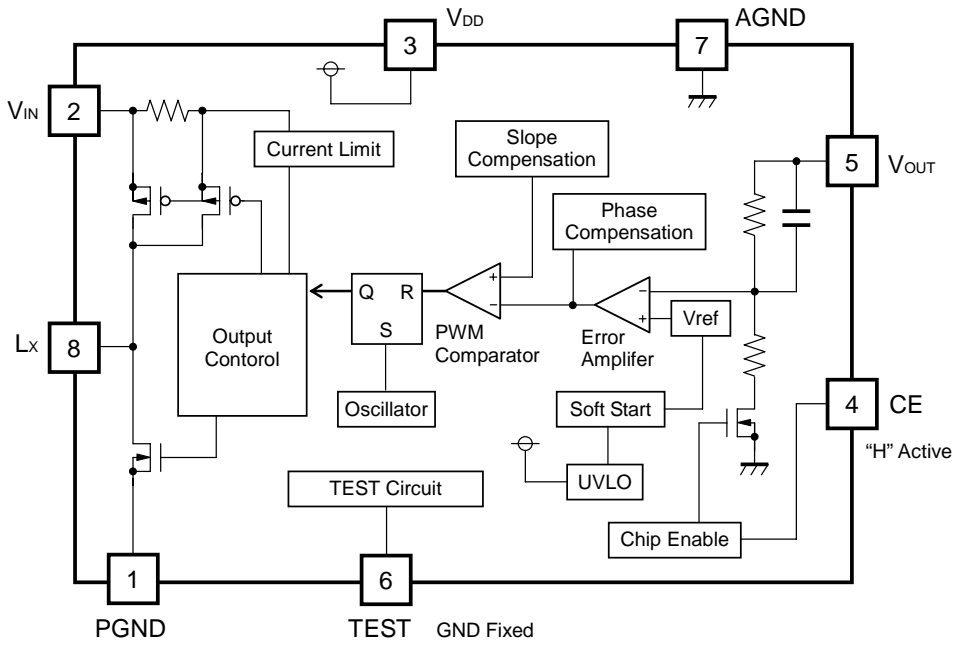 VDD
AGND
3
7
VIN
2
Current Limit
Slope
Compensation
5
VOUT
Phase
Compensation
Q
R
S
+
−
PWM
Comparator
−
+
Error
Amplifer
Vref
LX
8
Output
Contorol
Oscillator
Soft Start
4
CE
"H" Active
UVLO
TEST Circuit
Chip Enable
1
6
PGND
TEST
GND Fixed